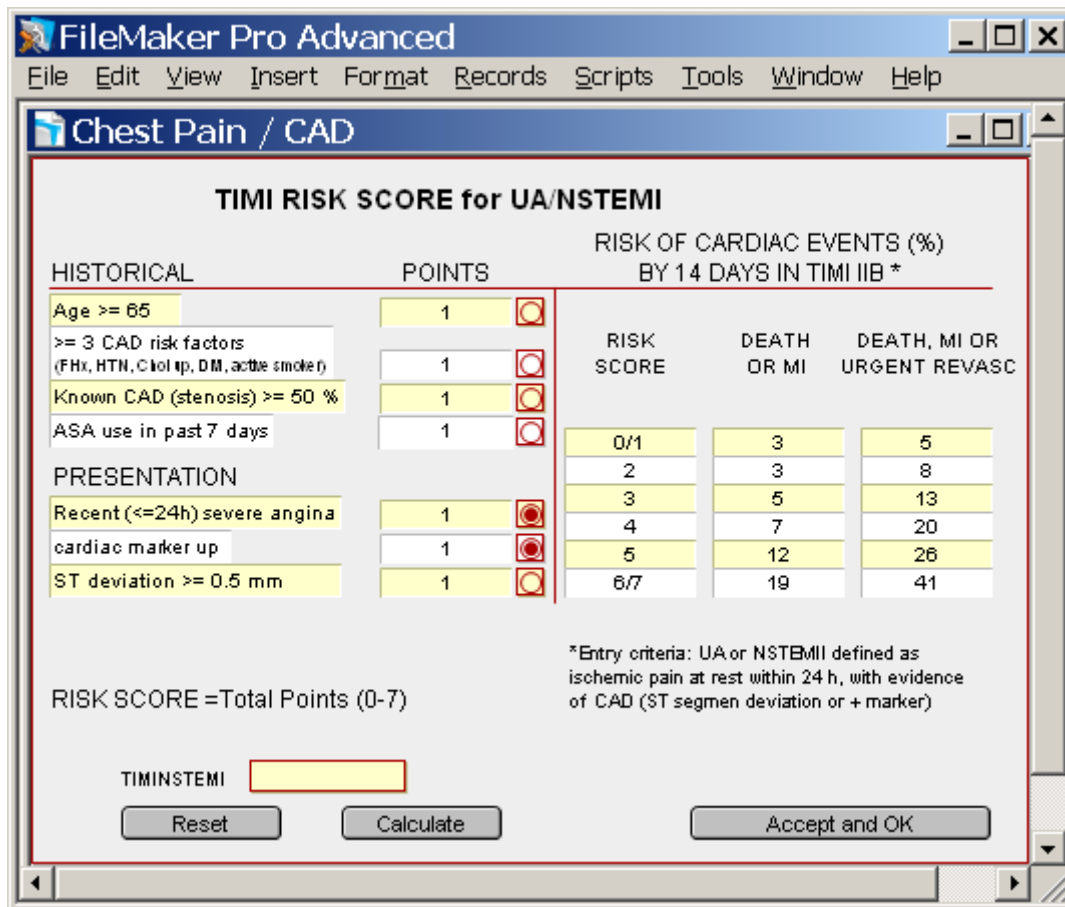 FileMaker Pro Advanced
File Edit View Insert Format Records Scripts Tools Window Help
Chest Pain / CAD
TIMI RISK SCORE for UA/NSTEMI
RISK OF CARDIAC EVENTS (%)
BY 14 DAYS IN TIMI IIB *
HISTORICAL POINTS
Age >= 65 1
>= 3 CAD risk factors
(FHx, HTN, Chol up, DM, active smoker) 1
Known CAD (stenosis) >= 50 % 1
ASA use in past 7 days 1
PRESENTATION
Recent (<=24h) severe angina 1
cardiac marker up 1
ST deviation >= 0.5 mm 1
RISK SCORE =Total Points (0-7)
RISK DEATH DEATH, MI OR
SCORE OR MI URGENT REVASC
0/1 3 5
2 3 8
3 5 13
4 7 20
5 12 26
6/7 19 41
*Entry criteria: UA or NSTEMII defined as
ischemic pain at rest within 24 h, with evidence
of CAD (ST segmen deviation or + marker)
TIMINSTEMI
Reset Calculate Accept and OK